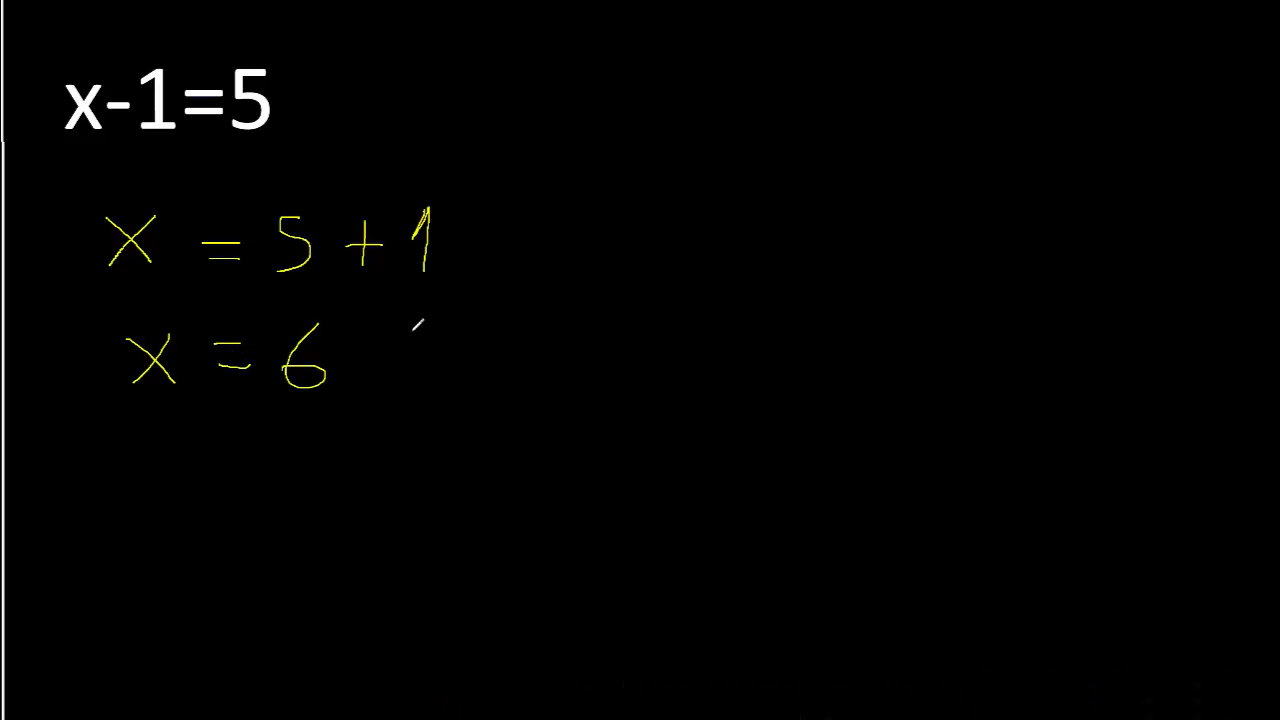 x-1=5
x = 5 + 1
x = 6